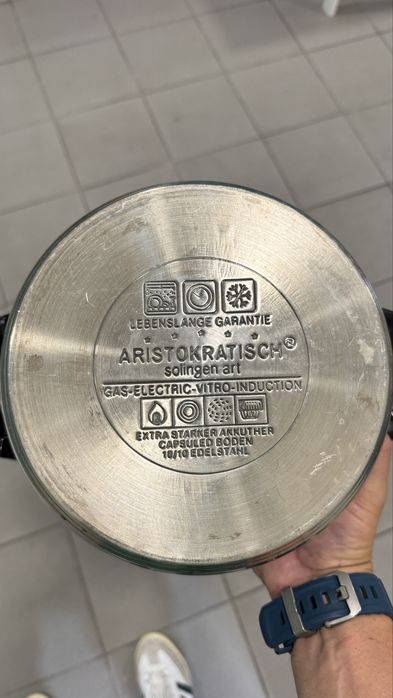 LEBENSLANGE GARANTIE
ARISTOKRATISCH®
solingen art
GAS-ELECTRIC-VITRO-INDUCTION
EXTRA STARKER AKKUTHER
CAPSULED BODEN
18/10 EDELSTAHL